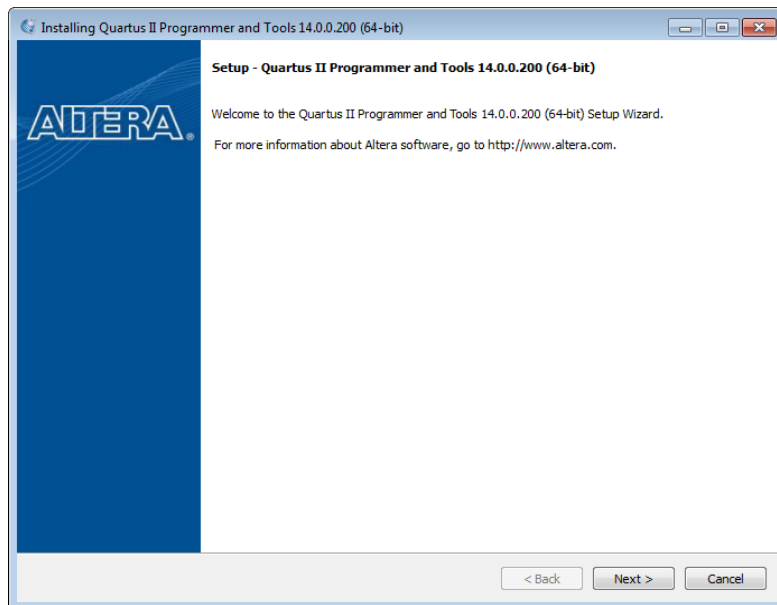 Installing Quartus II Programmer and Tools 14.0.0.200 (64-bit)
Setup - Quartus II Programmer and Tools 14.0.0.200 (64-bit)
ALTERA®
Welcome to the Quartus II Programmer and Tools 14.0.0.200 (64-bit) Setup Wizard.
For more information about Altera software, go to http://www.altera.com.
< Back
Next >
Cancel